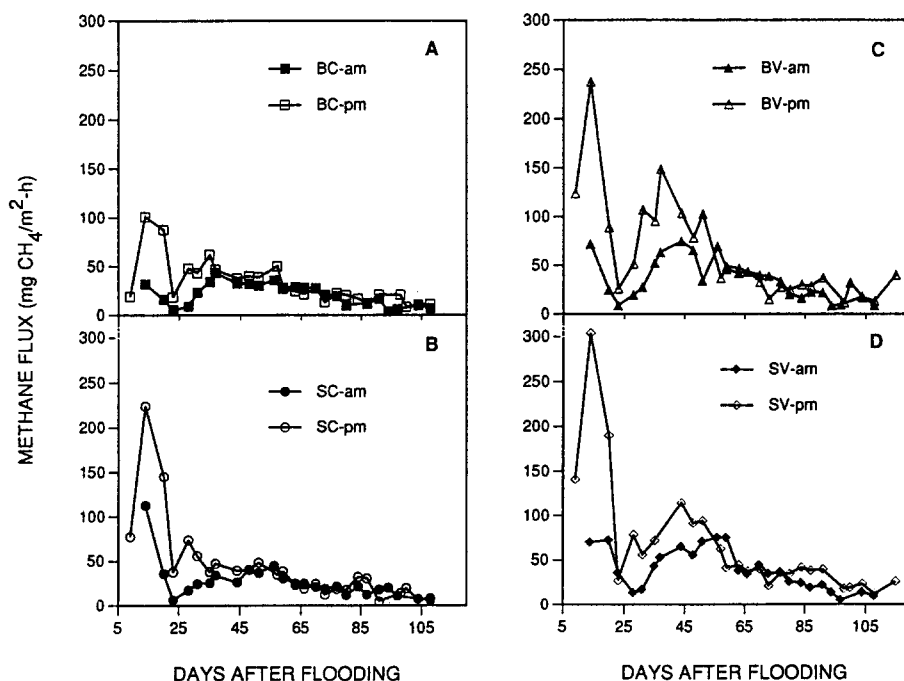 METHANE FLUX (mg CH4/m2-h)
300
250
200
150
100
50
0
A
BC-am
BC-pm
300
250
200
150
100
50
0
B
SC-am
SC-pm
5 25 45 65 85 105
DAYS AFTER FLOODING
300
250
200
150
100
50
0
C
BV-am
BV-pm
300
250
200
150
100
50
0
D
SV-am
SV-pm
5 25 45 65 85 105
DAYS AFTER FLOODING